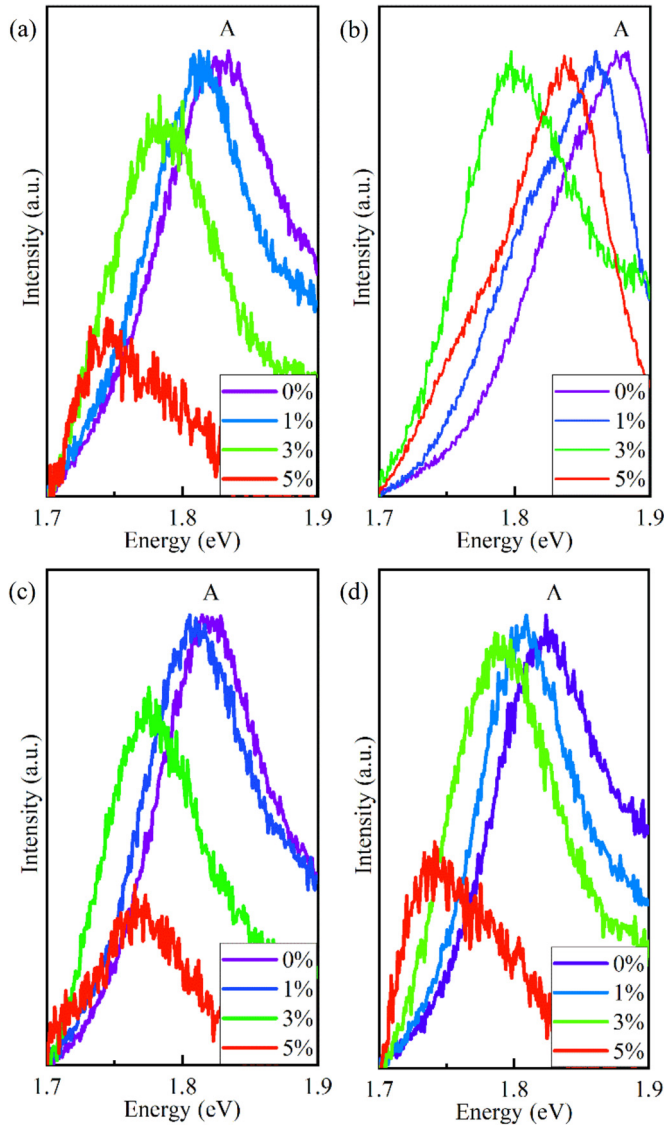 (a)
A
Intensity (a.u.)
0%
1%
3%
5%
1.7
1.8
1.9
Energy (eV)
(b)
A
Intensity (a.u.)
0%
1%
3%
5%
1.7
1.8
1.9
Energy (eV)
(c)
A
Intensity (a.u.)
0%
1%
3%
5%
1.7
1.8
1.9
Energy (eV)
(d)
A
Intensity (a.u.)
0%
1%
3%
5%
1.7
1.8
1.9
Energy (eV)